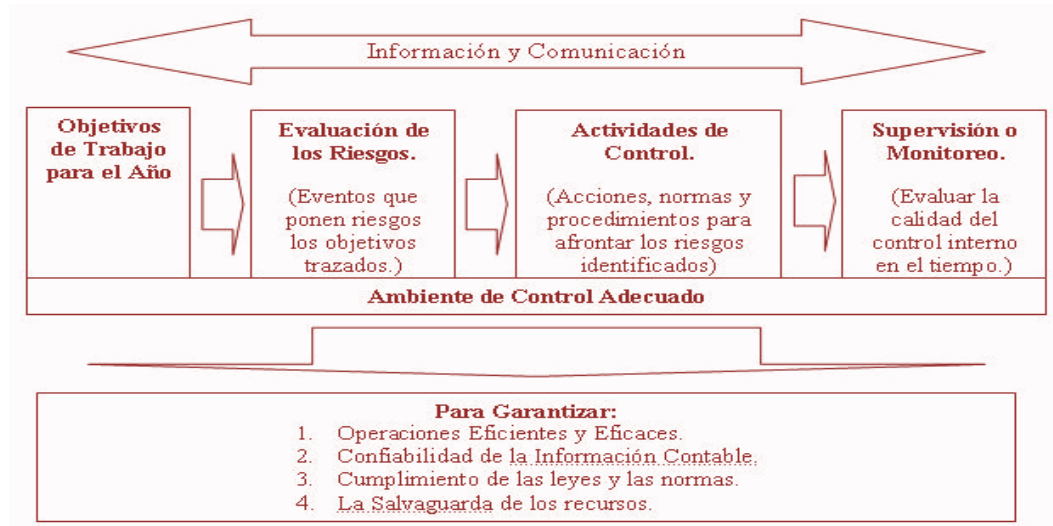 Información y Comunicación
Objetivos
de Trabajo
para el Año
Evaluación de
los Riesgos.
(Eventos que
ponen riesgos
los objetivos
trazados.)
Actividades de
Control.
(Acciones, normas y
procedimientos para
afrontar los riesgos
identificados)
Supervisión o
Monitoreo.
(Evaluar la
calidad del
control interno
en el tiempo.)
Ambiente de Control Adecuado
Para Garantizar:
1. Operaciones Eficientes y Eficaces.
2. Confiabilidad de la Información Contable.
3. Cumplimiento de las leyes y las normas.
4. La Salvaguarda de los recursos.